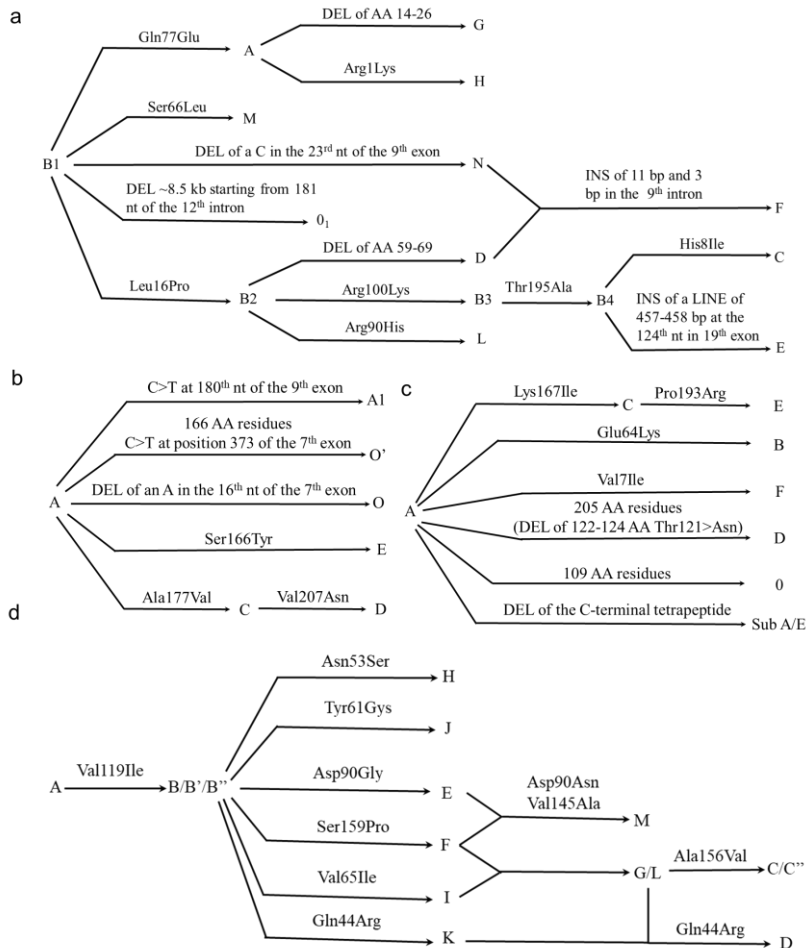 a
DEL of AA 14-26
G
Gln77Glu
A
Arg1Lys
H
Ser66Leu
M
B1
DEL of a C in the 23rd nt of the 9th exon
N
DEL ~8.5 kb starting from 181
nt of the 12th intron
0₁
INS of 11 bp and 3
bp in the 9th intron
F
DEL of AA 59-69
D
Leu16Pro
B2
Arg100Lys
B3
Thr195Ala
B4
His8Ile
C
Arg90His
L
INS of a LINE of
457-458 bp at the
124th nt in 19th exon
E
b
C>T at 180th nt of the 9th exon
A1
166 AA residues
C>T at position 373 of the 7th exon
O’
A
DEL of an A in the 16th nt of the 7th exon
O
Ser166Tyr
E
Ala177Val
C
Val207Asn
D
c
Lys167Ile
C
Pro193Arg
E
Glu64Lys
B
Val7Ile
F
A
205 AA residues
(DEL of 122-124 AA Thr121>Asn)
D
109 AA residues
0
DEL of the C-terminal tetrapeptide
Sub A/E
d
Asn53Ser
H
Tyr61Gys
J
A
Val119Ile
B/B’/B’’
Asp90Gly
E
Asp90Asn
Val145Ala
M
Ser159Pro
F
Val65Ile
I
G/L
Ala156Val
C/C”
Gln44Arg
K
Gln44Arg
D